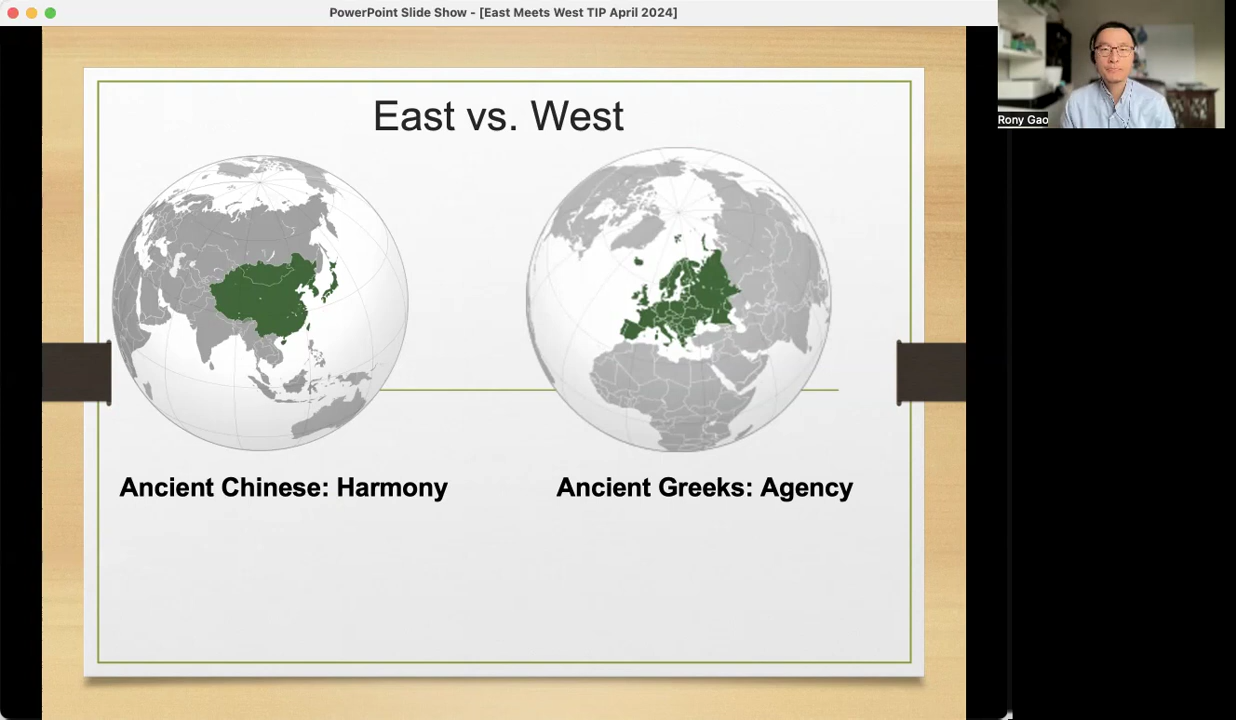 PowerPoint Slide Show - [East Meets West TIP April 2024]
Rony Gao
East vs. West
Ancient Chinese: Harmony
Ancient Greeks: Agency